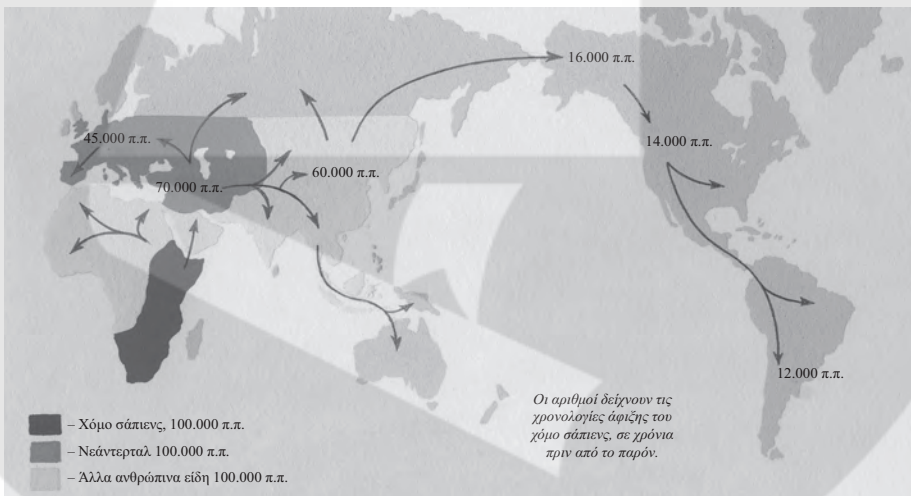 16.000 π.π.
45.000 π.π.
14.000 π.π.
60.000 π.π.
70.000 π.π.
12.000 π.π.
Οι αριθμοί δείχνουν τις
χρονολογίες άφιξης του
χόμο σάπιενς, σε χρόνια
πριν από το παρόν.
– Χόμο σάπιενς, 100.000 π.π.
– Νεάντερταλ 100.000 π.π.
– Άλλα ανθρώπινα είδη 100.000 π.π.